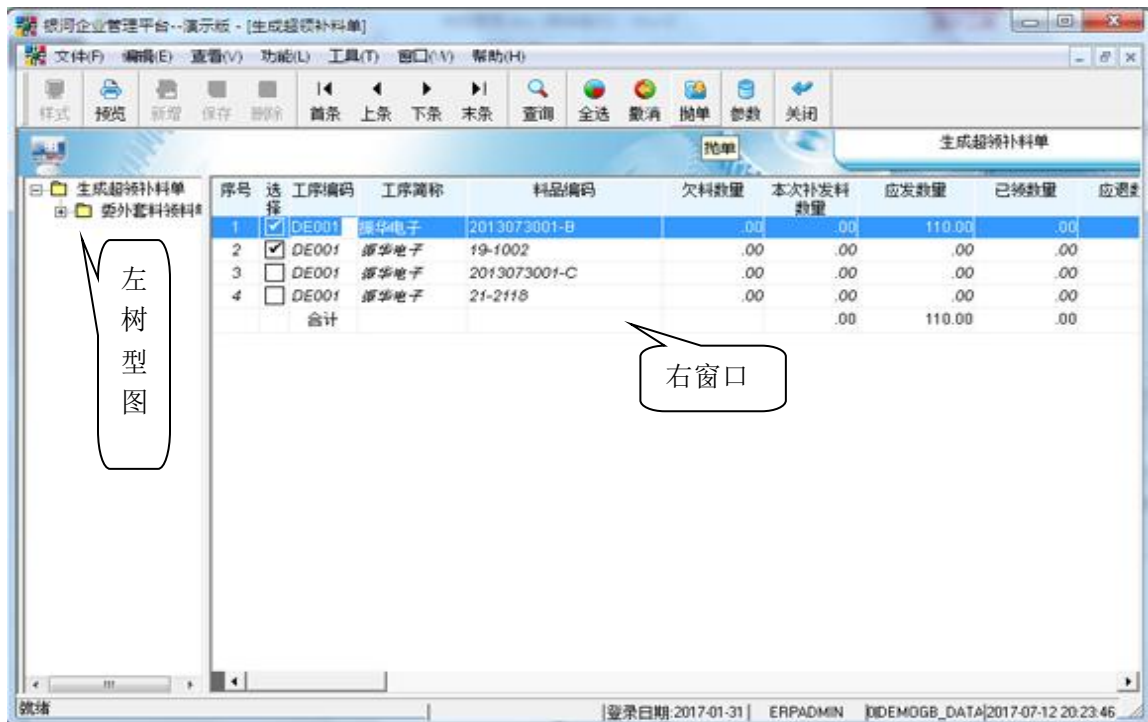 银河企业管理平台--演示版 - [生成超领补料单]
文件(F) 编辑(E) 查看(V) 功能(L) 工具(T) 窗口(W) 帮助(H)
样式 预览 新增 保存 删除 首条 上条 下条 末条 查询 全选 撤消 抛单 参数 关闭
抛单
生成超领补料单
生成超领补料单
委外套料领料单
序号 选择 工序编码 工序简称 料品编码 欠料数量 本次补发料数量 应发数量 已领数量 应退
1 DE001 振华电子 2013073001-B .00 .00 110.00 .00
2 DE001 振华电子 19-1002 .00 .00 .00 .00
3 DE001 振华电子 2013073001-C .00 .00 .00 .00
4 DE001 振华电子 21-2118 .00 .00 .00 .00
合计 .00 110.00 .00
左
树
型
图
右窗口
就绪 登录日期:2017-01-31 ERPADMIN DEMOGB_DATA 2017-07-12 20:23:46